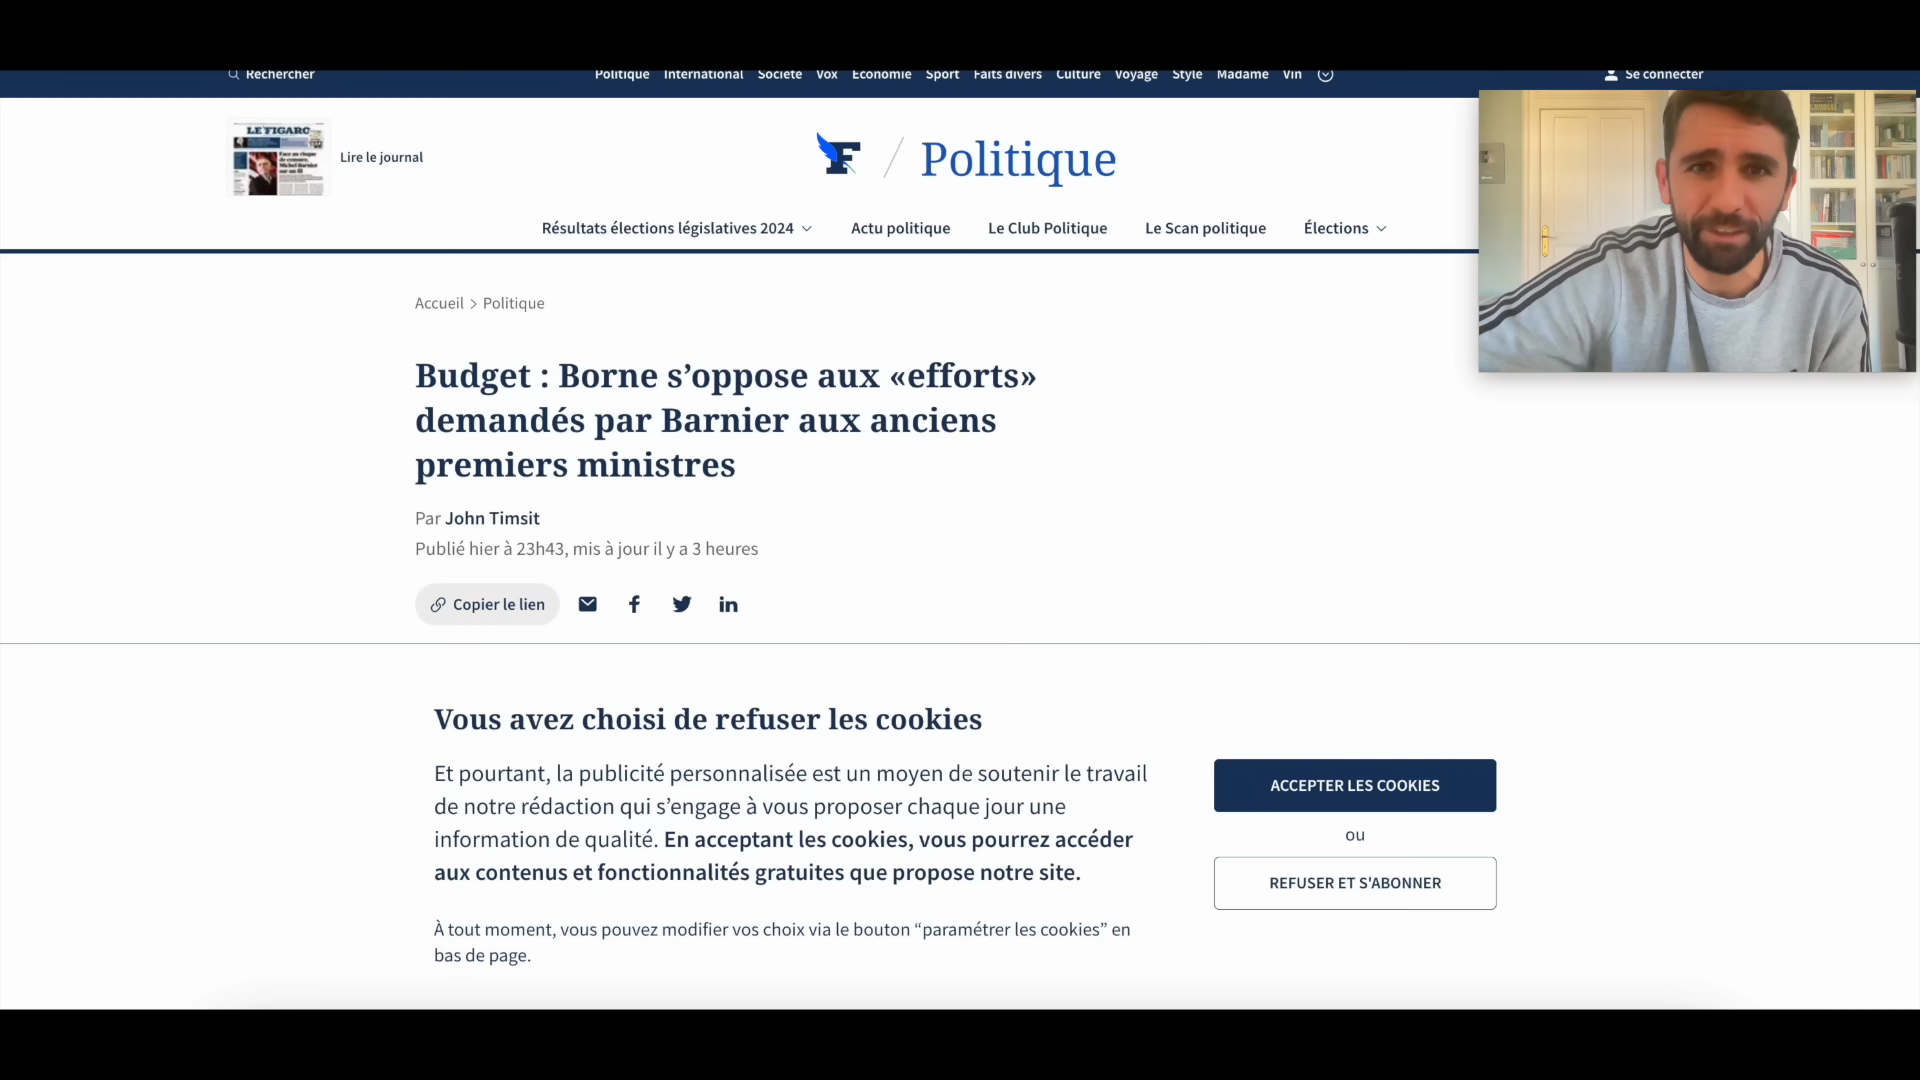 Rechercher
Politique International Société Vox Économie Sport Faits divers Culture Voyage Style Madame Vin
Se connecter
LE FIGARO
Lire le journal
F / Politique
Résultats élections législatives 2024
Actu politique
Le Club Politique
Le Scan politique
Élections
Accueil > Politique
Budget : Borne s’oppose aux «efforts»
demandés par Barnier aux anciens
premiers ministres
Par John Timsit
Publié hier à 23h43, mis à jour il y a 3 heures
Copier le lien
Vous avez choisi de refuser les cookies
Et pourtant, la publicité personnalisée est un moyen de soutenir le travail
de notre rédaction qui s’engage à vous proposer chaque jour une
information de qualité. En acceptant les cookies, vous pourrez accéder
aux contenus et fonctionnalités gratuites que propose notre site.
À tout moment, vous pouvez modifier vos choix via le bouton “paramétrer les cookies” en
bas de page.
ACCEPTER LES COOKIES
ou
REFUSER ET S'ABONNER